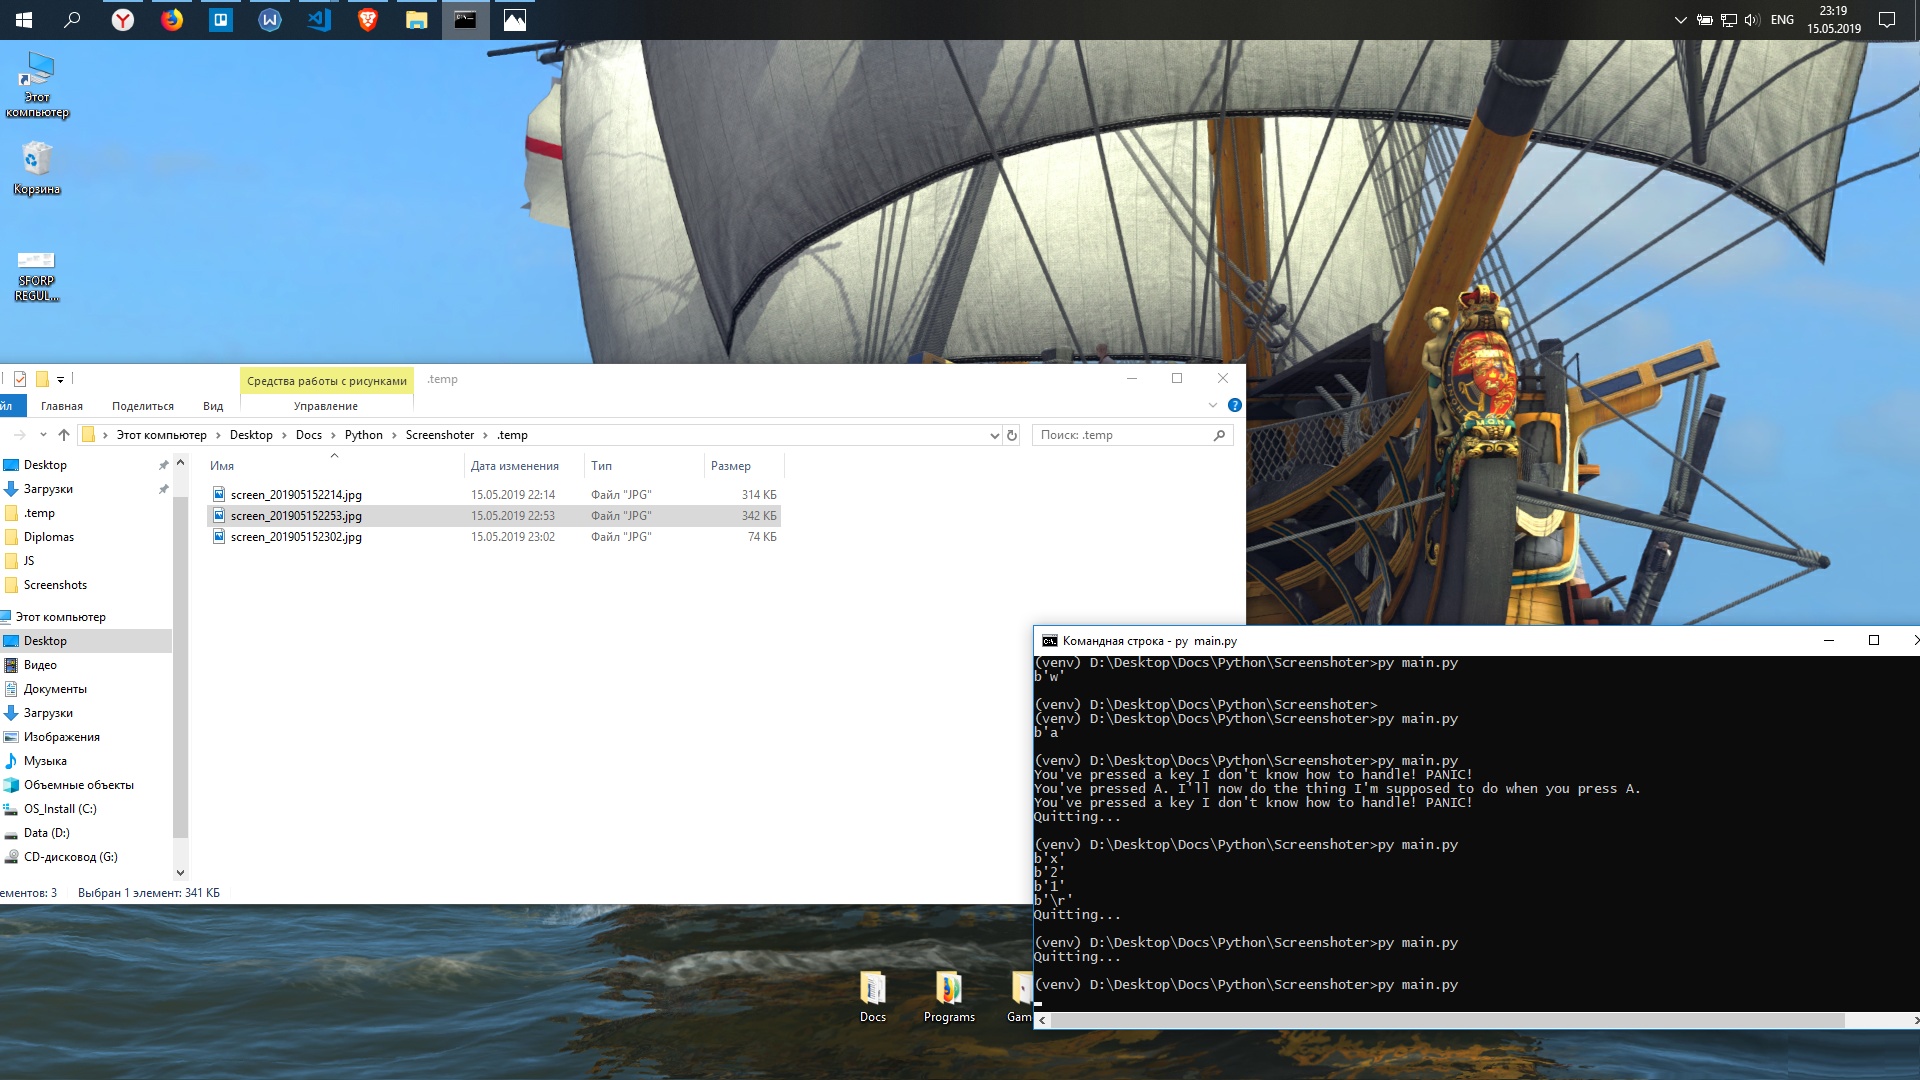 ENG
23:19
15.05.2019
Этот
компьютер
Корзина
SFORP
REGUL...
Средства работы с рисунками
.temp
йл
Главная
Поделиться
Вид
Управление
Этот компьютер
Desktop
Docs
Python
Screenshoter
.temp
Поиск: .temp
Desktop
Загрузки
.temp
Diplomas
JS
Screenshots
Этот компьютер
Desktop
Видео
Документы
Загрузки
Изображения
Музыка
Объемные объекты
OS_Install (C:)
Data (D:)
CD-дисковод (G:)
Имя
Дата изменения
Тип
Размер
screen_201905152214.jpg 15.05.2019 22:14 Файл "JPG" 314 КБ
screen_201905152253.jpg 15.05.2019 22:53 Файл "JPG" 342 КБ
screen_201905152302.jpg 15.05.2019 23:02 Файл "JPG" 74 КБ
ементов: 3
Выбран 1 элемент: 341 КБ
Командная строка - py  main.py
(venv) D:\Desktop\Docs\Python\Screenshoter>py main.py
b'w'
(venv) D:\Desktop\Docs\Python\Screenshoter>
(venv) D:\Desktop\Docs\Python\Screenshoter>py main.py
b'a'
(venv) D:\Desktop\Docs\Python\Screenshoter>py main.py
You've pressed a key I don't know how to handle! PANIC!
You've pressed A. I'll now do the thing I'm supposed to do when you press A.
You've pressed a key I don't know how to handle! PANIC!
Quitting...
(venv) D:\Desktop\Docs\Python\Screenshoter>py main.py
b'x'
b'2'
b'1'
b'\r'
Quitting...
(venv) D:\Desktop\Docs\Python\Screenshoter>py main.py
Quitting...
(venv) D:\Desktop\Docs\Python\Screenshoter>py main.py
Docs
Programs
Gam